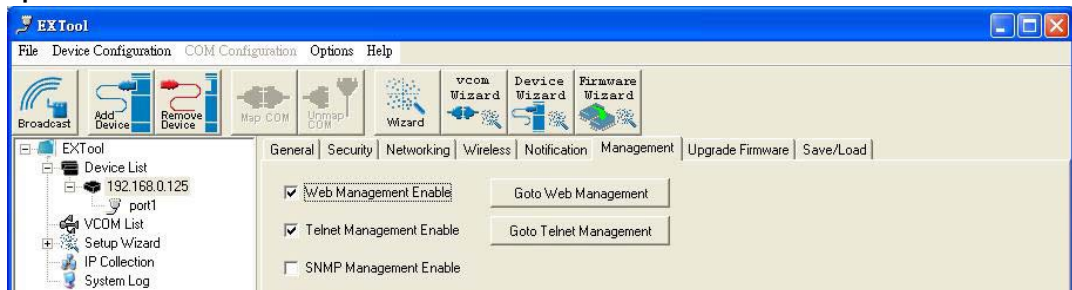 EXTool
File Device Configuration COM Configuration Options Help
Broadcast
Add Device
Remove Device
Map COM
Unmap COM
Wizard
vcom Wizard
Device Wizard
Firmware Wizard
EXTool
Device List
192.168.0.125
port1
VCOM List
Setup Wizard
IP Collection
System Log
General Security Networking Wireless Notification Management Upgrade Firmware Save/Load
Web Management Enable Goto Web Management
Telnet Management Enable Goto Telnet Management
SNMP Management Enable